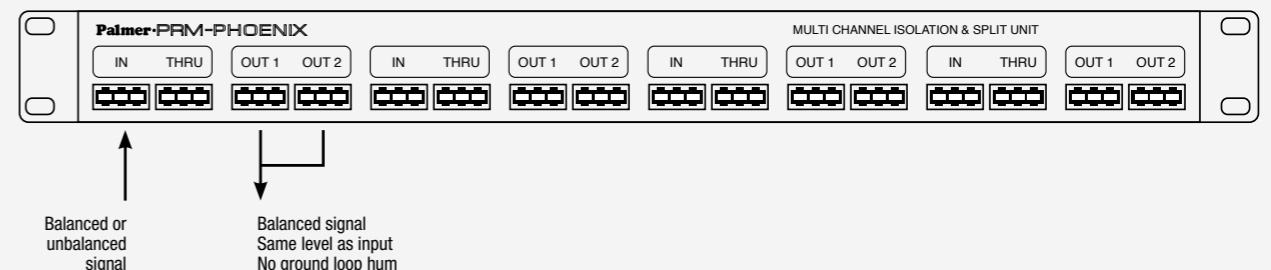 Palmer·PRM-PHOENIX MULTI CHANNEL ISOLATION & SPLIT UNIT
IN THRU OUT 1 OUT 2 IN THRU OUT 1 OUT 2 IN THRU OUT 1 OUT 2 IN THRU OUT 1 OUT 2
Balanced or
unbalanced
signal
Balanced signal
Same level as input
No ground loop hum